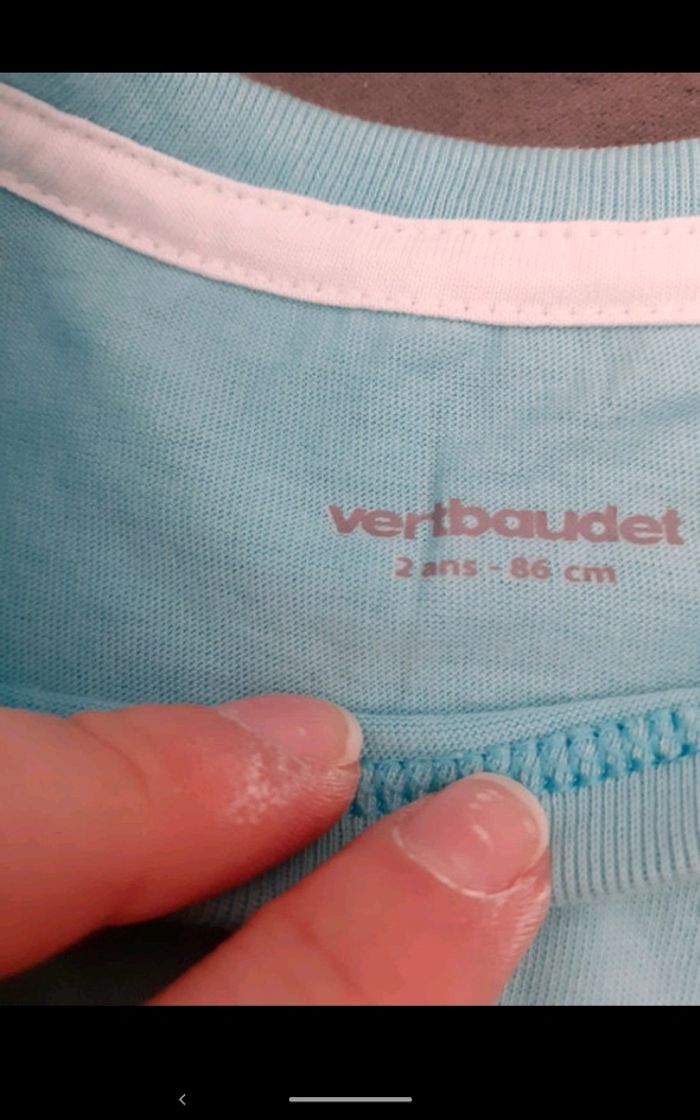 vertbaudet
2 ans - 86 cm